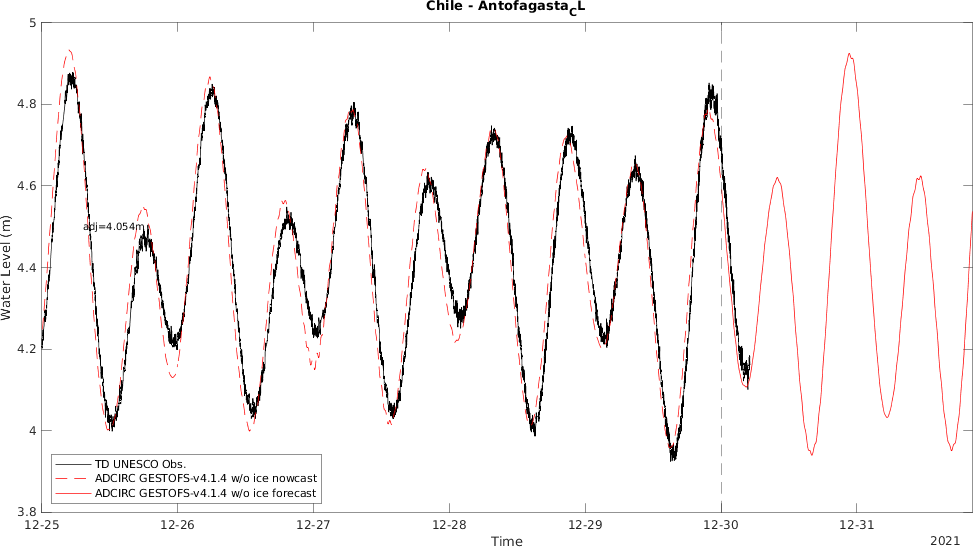 Chile - Antofagasta_CL
Water Level (m)
5
4.8
4.6
4.4
4.2
4
3.8
adj=4.054m
TD UNESCO Obs.
ADCIRC GESTOFS-v4.1.4 w/o ice nowcast
ADCIRC GESTOFS-v4.1.4 w/o ice forecast
12-25 12-26 12-27 12-28 12-29 12-30 12-31
Time
2021